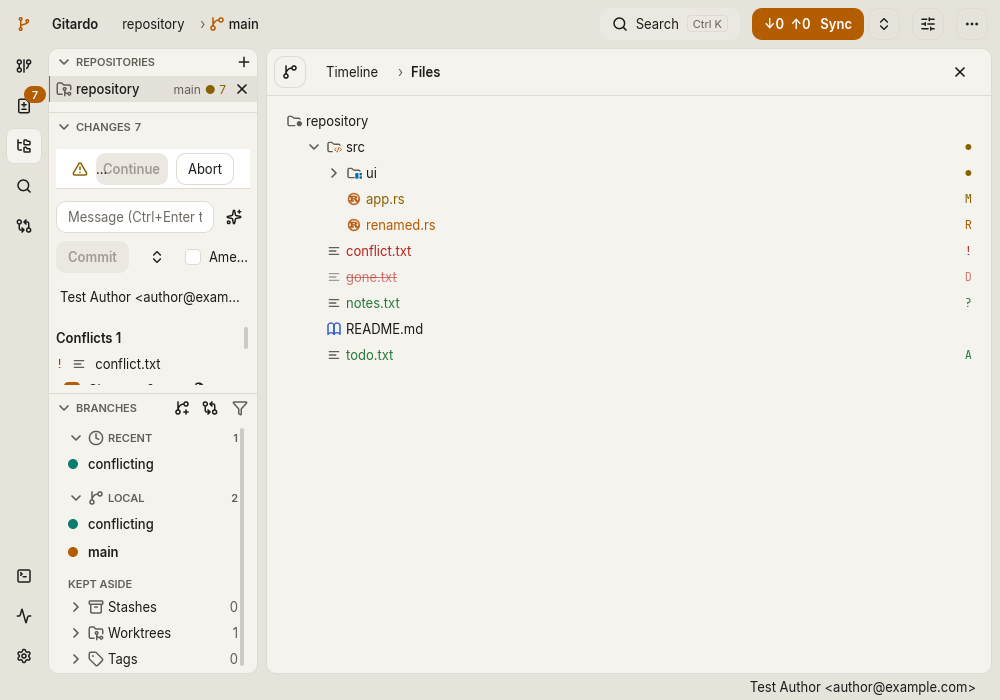 Gitardo
repository
main
Search
Ctrl K
↓0 ↑0 Sync
7
REPOSITORIES
repository
main
7
CHANGES 7
...
Continue
Abort
Message (Ctrl+Enter t
Commit
Ame...
Test Author <author@exam...
Conflicts 1
! conflict.txt
BRANCHES
RECENT
1
conflicting
LOCAL
2
conflicting
main
KEPT ASIDE
Stashes
0
Worktrees
1
Tags
0
Timeline
Files
repository
src
ui
app.rs
M
renamed.rs
R
conflict.txt
!
gone.txt
D
notes.txt
?
README.md
todo.txt
A
Test Author <author@example.com>